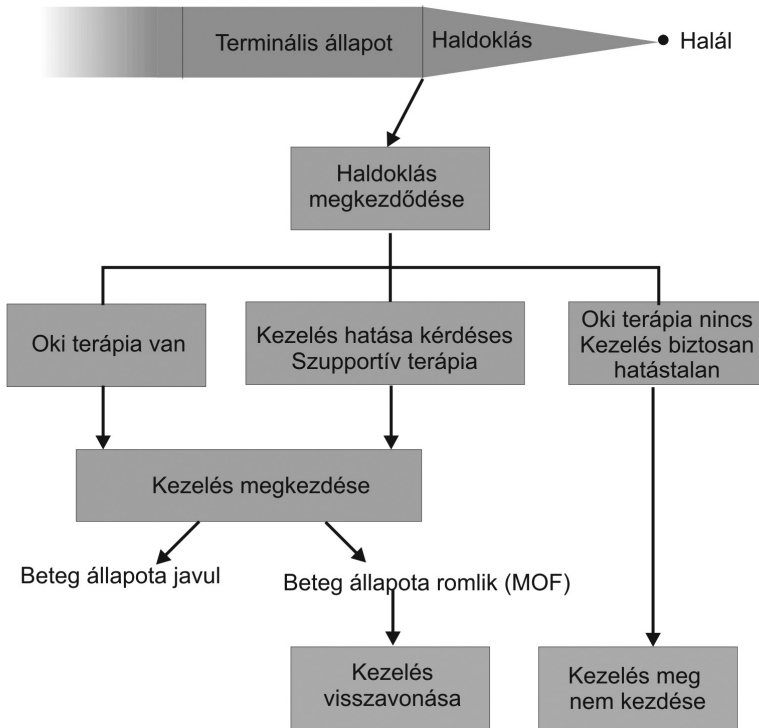 Terminális állapot
Haldoklás
Halál
Haldoklás
megkezdődése
Oki terápia van
Kezelés hatása kérdéses
Szupportív terápia
Oki terápia nincs
Kezelés biztosan
hatástalan
Kezelés megkezdése
Beteg állapota javul
Beteg állapota romlik (MOF)
Kezelés
visszavonása
Kezelés meg
nem kezdése